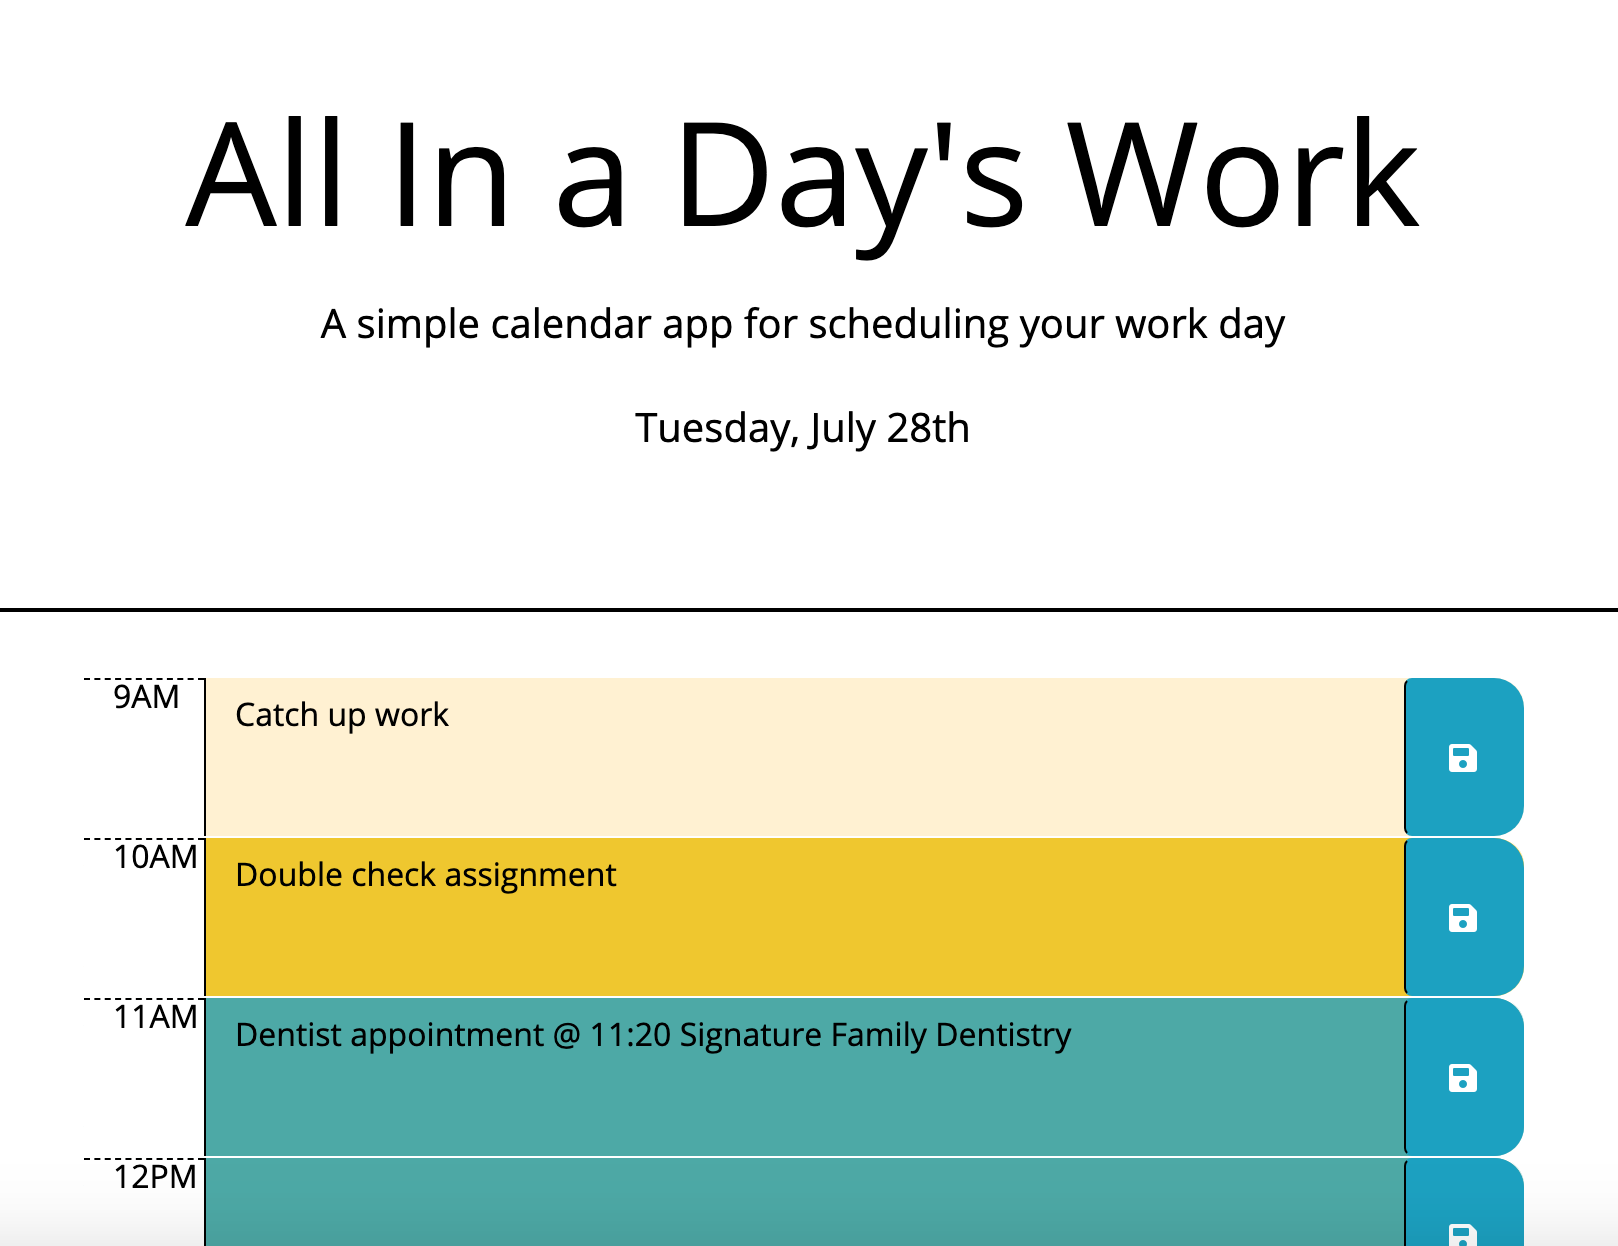 All In a Day's Work
A simple calendar app for scheduling your work day
Tuesday, July 28th
9AM
Catch up work
10AM
Double check assignment
11AM
Dentist appointment @ 11:20 Signature Family Dentistry
12PM